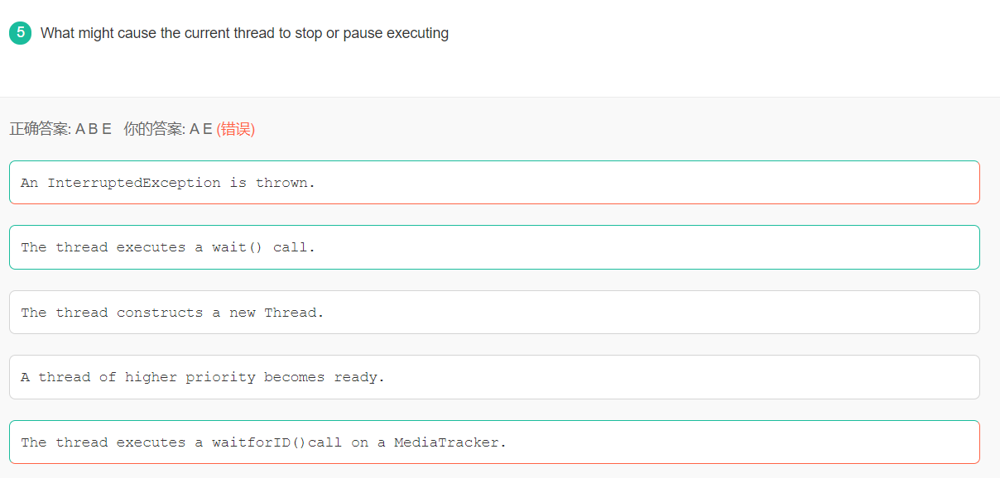 5 What might cause the current thread to stop or pause executing
正确答案: A B E 你的答案: A E (错误)
An InterruptedException is thrown.
The thread executes a wait() call.
The thread constructs a new Thread.
A thread of higher priority becomes ready.
The thread executes a waitforID()call on a MediaTracker.